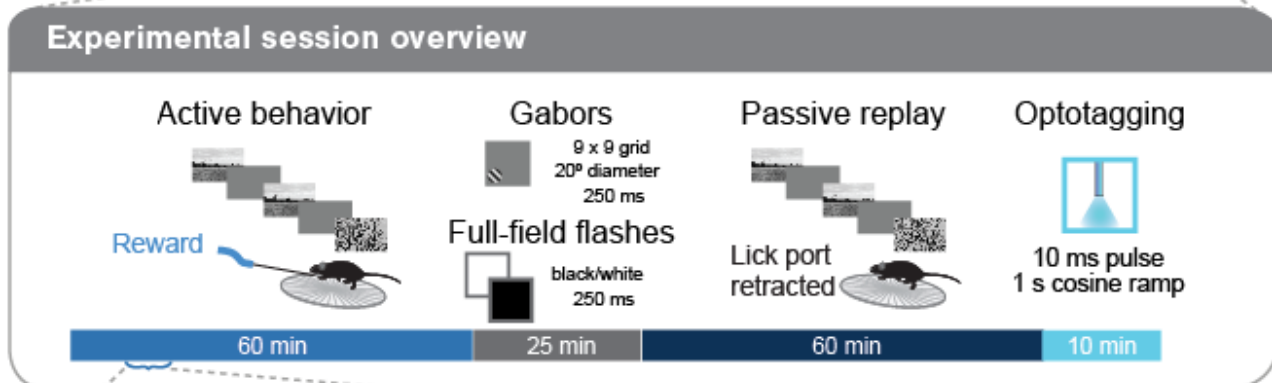 Experimental session overview
Active behavior
Reward
Gabors
9 x 9 grid
20º diameter
250 ms
Full-field flashes
black/white
250 ms
Passive replay
Lick port
retracted
Optotagging
10 ms pulse
1 s cosine ramp
60 min
25 min
60 min
10 min